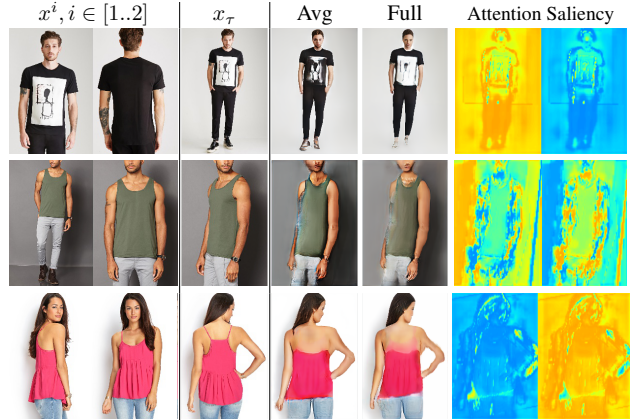 x^i, i ∈ [1..2] x_τ Avg Full Attention Saliency